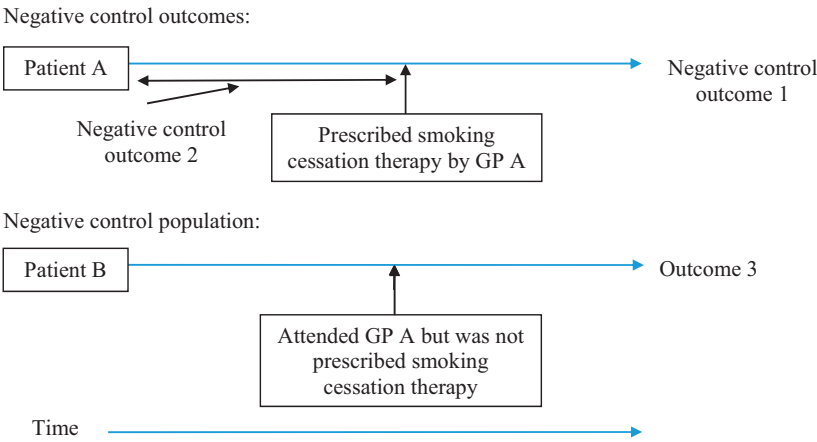 Negative control outcomes:
Patient A
Negative control
outcome 1
Negative control
outcome 2
Prescribed smoking
cessation therapy by GP A
Negative control population:
Patient B
Outcome 3
Attended GP A but was not
prescribed smoking
cessation therapy
Time